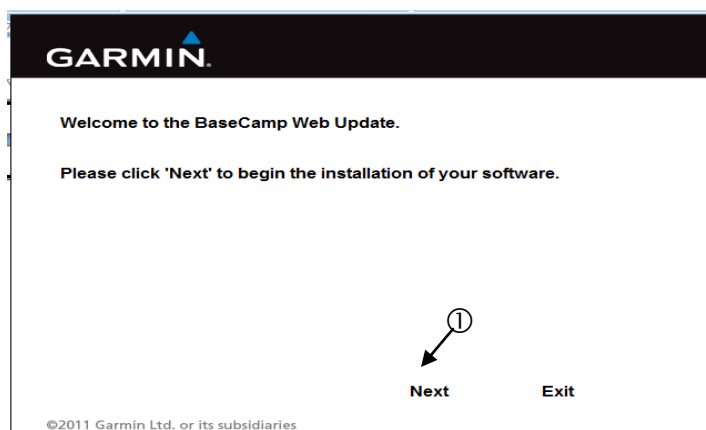 GARMIN.
Welcome to the BaseCamp Web Update.
Please click 'Next' to begin the installation of your software.
①
Next Exit
©2011 Garmin Ltd. or its subsidiaries